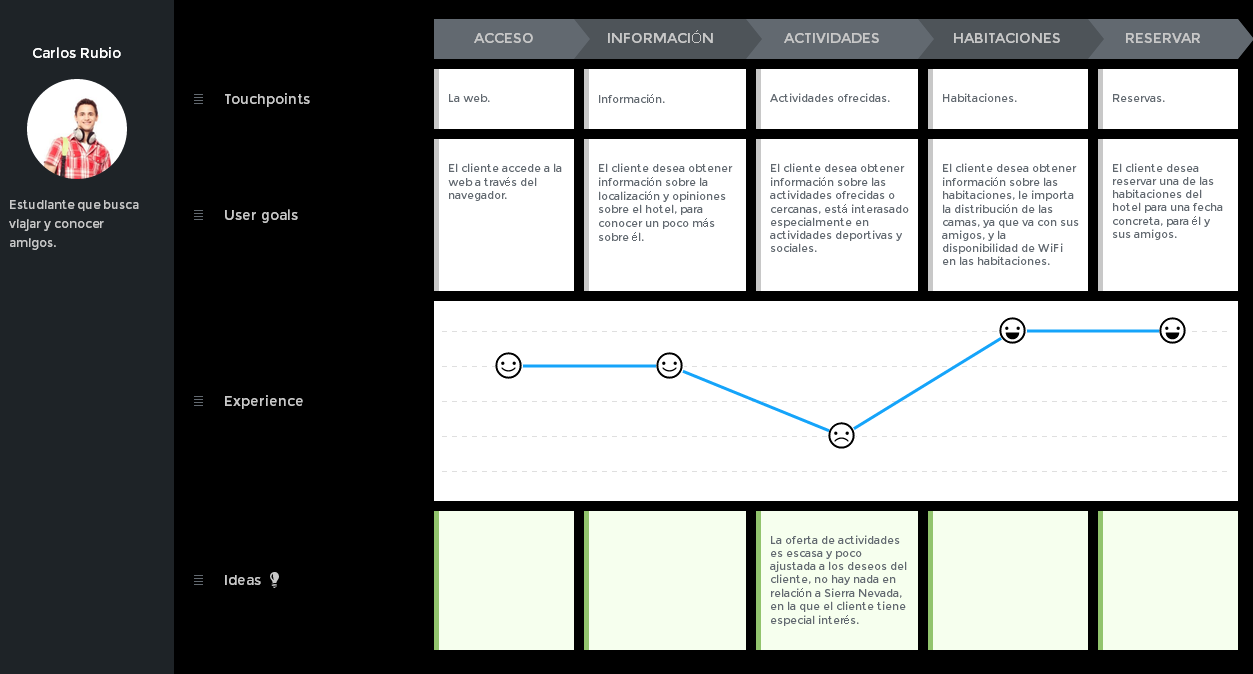 Carlos Rubio
Estudiante que busca
viajar y conocer
amigos.
ACCESO
INFORMACIÓN
ACTIVIDADES
HABITACIONES
RESERVAR
Touchpoints
La web.
Información.
Actividades ofrecidas.
Habitaciones.
Reservas.
User goals
El cliente accede a la
web a través del
navegador.
El cliente desea obtener
información sobre la
localización y opiniones
sobre el hotel, para
conocer un poco más
sobre él.
El cliente desea obtener
información sobre las
actividades ofrecidas o
cercanas, está interasado
especialmente en
actividades deportivas y
sociales.
El cliente desea obtener
información sobre las
habitaciones, le importa
la distribución de las
camas, ya que va con sus
amigos, y la
disponibilidad de WiFi
en las habitaciones.
El cliente desea
reservar una de las
habitaciones del
hotel para una fecha
concreta, para él y
sus amigos.
Experience
Ideas
La oferta de actividades
es escasa y poco
ajustada a los deseos del
cliente, no hay nada en
relación a Sierra Nevada,
en la que el cliente tiene
especial interés.